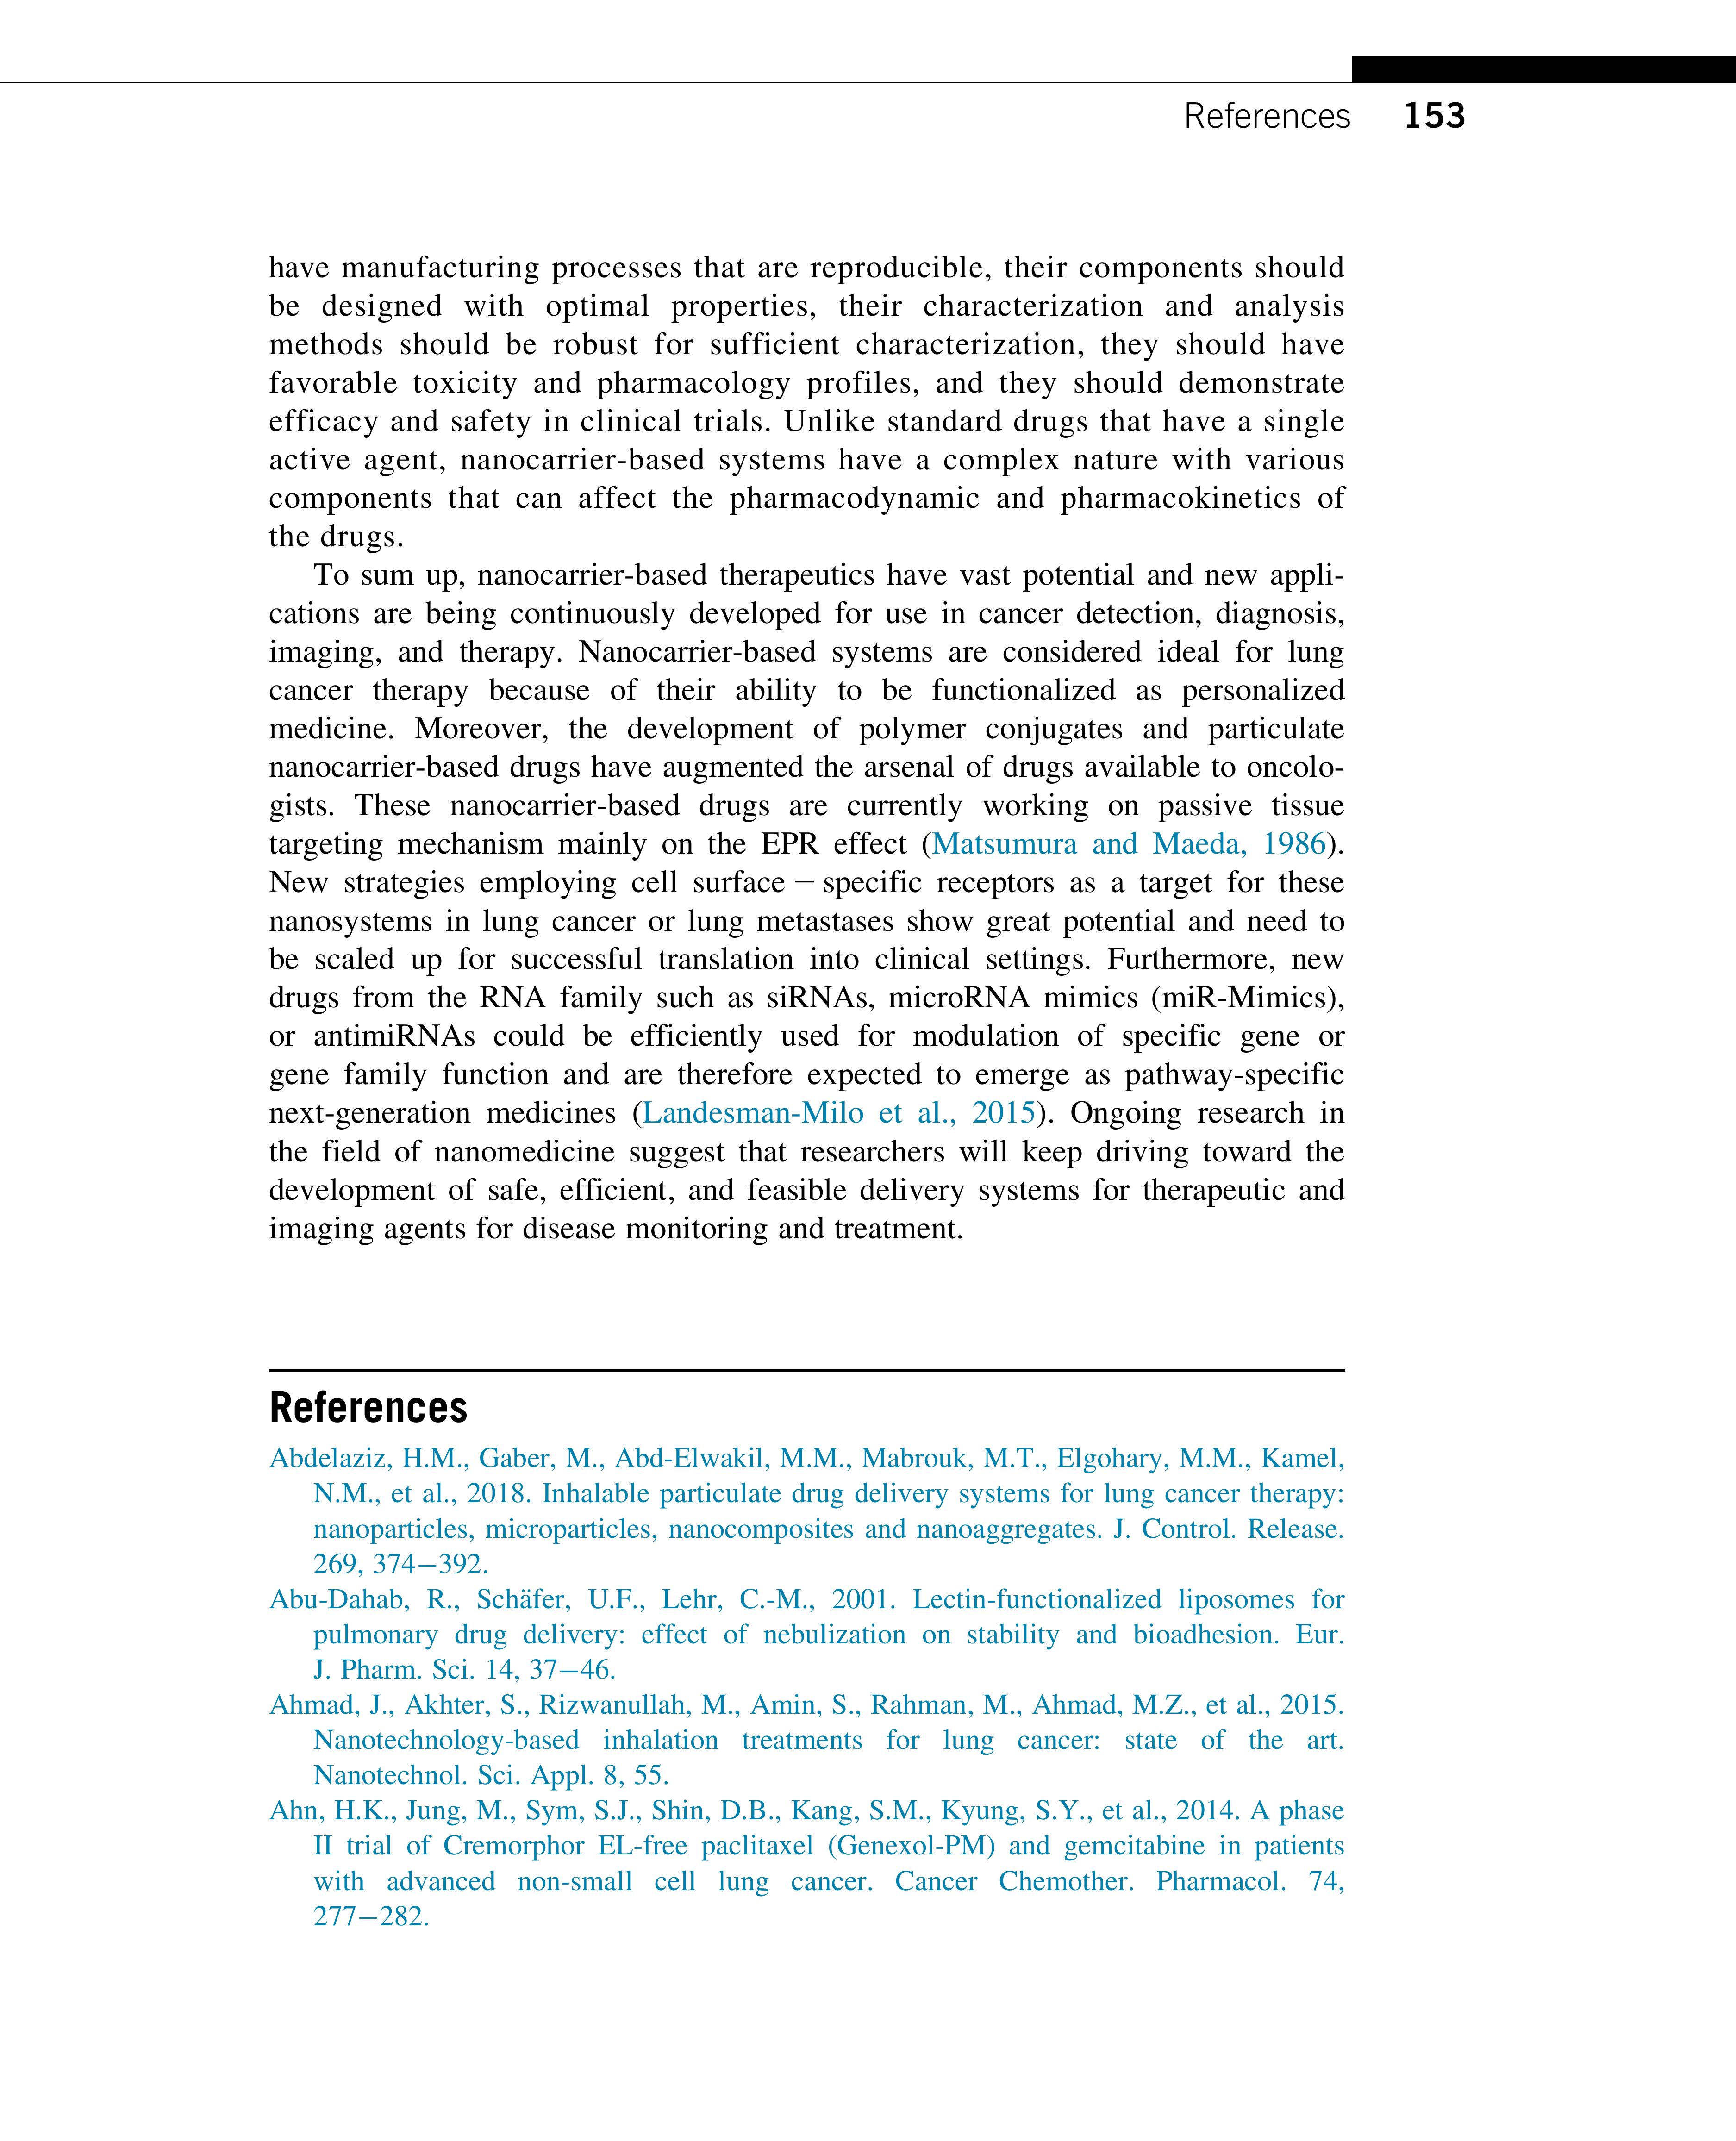 References 153
have manufacturing processes that are reproducible, their components should
be designed with optimal properties, their characterization and analysis
methods should be robust for sufficient characterization, they should have
favorable toxicity and pharmacology profiles, and they should demonstrate
efficacy and safety in clinical trials. Unlike standard drugs that have a single
active agent, nanocarrier-based systems have a complex nature with various
components that can affect the pharmacodynamic and pharmacokinetics of
the drugs.
To sum up, nanocarrier-based therapeutics have vast potential and new appli-
cations are being continuously developed for use in cancer detection, diagnosis,
imaging, and therapy. Nanocarrier-based systems are considered ideal for lung
cancer therapy because of their ability to be functionalized as personalized
medicine. Moreover, the development of polymer conjugates and particulate
nanocarrier-based drugs have augmented the arsenal of drugs available to oncolo-
gists. These nanocarrier-based drugs are currently working on passive tissue
targeting mechanism mainly on the EPR effect (Matsumura and Maeda, 1986).
New strategies employing cell surface – specific receptors as a target for these
nanosystems in lung cancer or lung metastases show great potential and need to
be scaled up for successful translation into clinical settings. Furthermore, new
drugs from the RNA family such as siRNAs, microRNA mimics (miR-Mimics),
or antimiRNAs could be efficiently used for modulation of specific gene or
gene family function and are therefore expected to emerge as pathway-specific
next-generation medicines (Landesman-Milo et al., 2015). Ongoing research in
the field of nanomedicine suggest that researchers will keep driving toward the
development of safe, efficient, and feasible delivery systems for therapeutic and
imaging agents for disease monitoring and treatment.
References
Abdelaziz, H.M., Gaber, M., Abd-Elwakil, M.M., Mabrouk, M.T., Elgohary, M.M., Kamel,
N.M., et al., 2018. Inhalable particulate drug delivery systems for lung cancer therapy:
nanoparticles, microparticles, nanocomposites and nanoaggregates. J. Control. Release.
269, 374–392.
Abu-Dahab, R., Schäfer, U.F., Lehr, C.-M., 2001. Lectin-functionalized liposomes for
pulmonary drug delivery: effect of nebulization on stability and bioadhesion. Eur.
J. Pharm. Sci. 14, 37–46.
Ahmad, J., Akhter, S., Rizwanullah, M., Amin, S., Rahman, M., Ahmad, M.Z., et al., 2015.
Nanotechnology-based inhalation treatments for lung cancer: state of the art.
Nanotechnol. Sci. Appl. 8, 55.
Ahn, H.K., Jung, M., Sym, S.J., Shin, D.B., Kang, S.M., Kyung, S.Y., et al., 2014. A phase
II trial of Cremorphor EL-free paclitaxel (Genexol-PM) and gemcitabine in patients
with advanced non-small cell lung cancer. Cancer Chemother. Pharmacol. 74,
277–282.